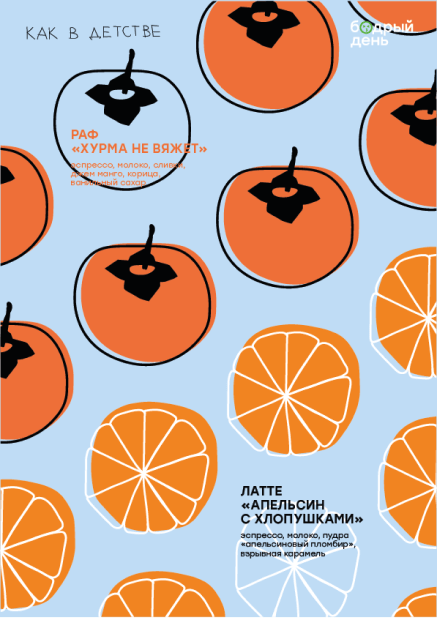 КАК В ДЕТСТВЕ
бодрый
день
РАФ
«ХУРМА НЕ ВЯЖЕТ»
эспрессо, молоко, сливки,
джем манго, корица,
ванильный сахар
ЛАТТЕ
«АПЕЛЬСИН
С ХЛОПУШКАМИ»
эспрессо, молоко, пудра
«апельсиновый пломбир»,
взрывная карамель